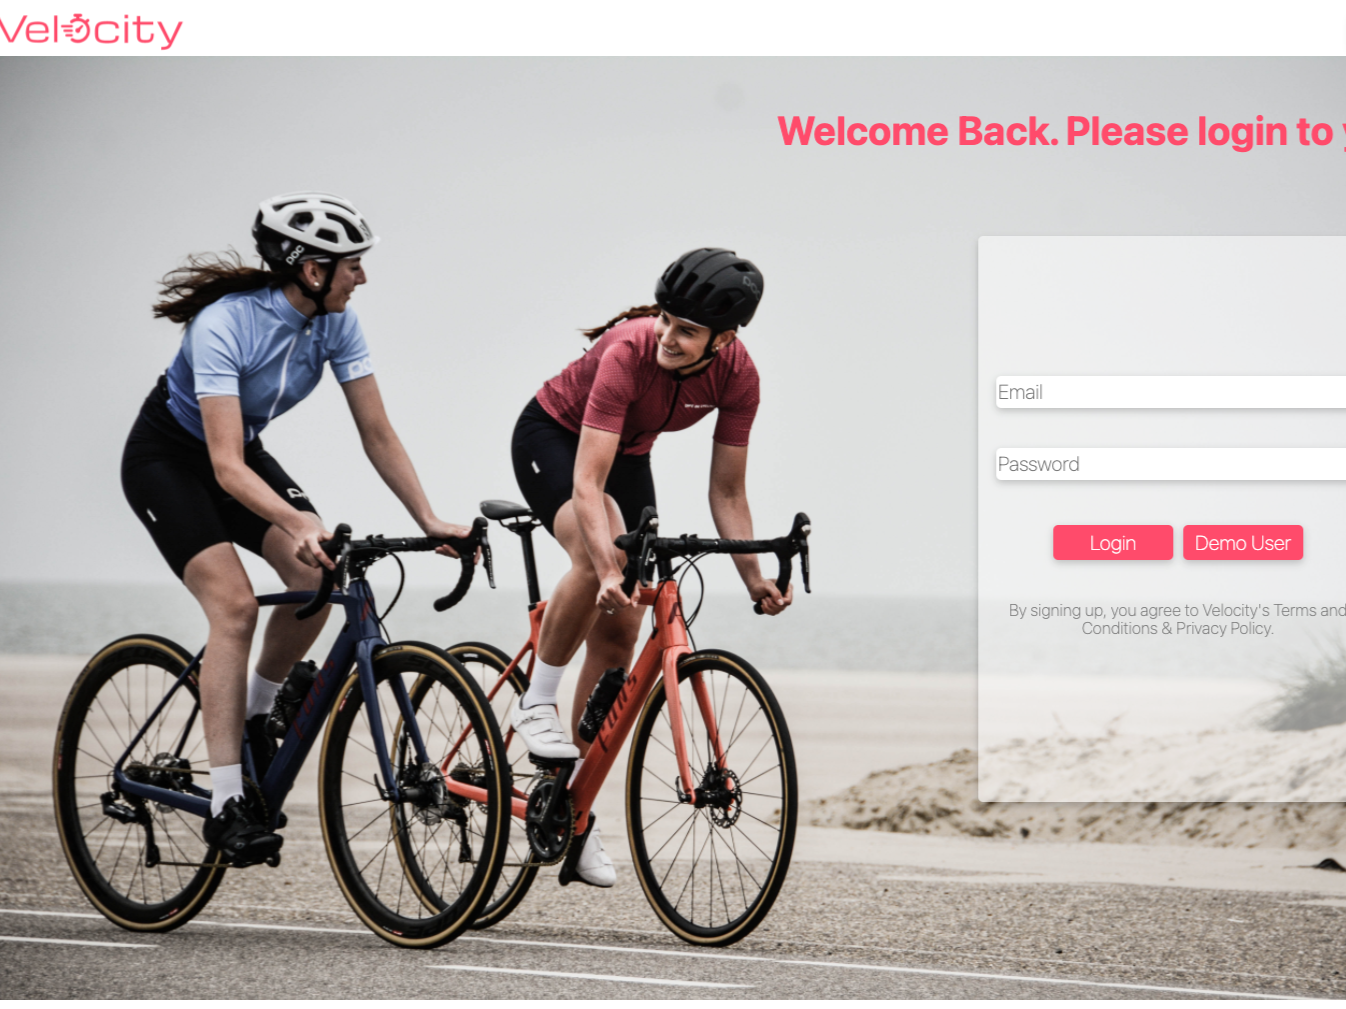 Velocity
Welcome Back. Please login to
Email
Password
Login
Demo User
By signing up, you agree to Velocity's Terms and
Conditions & Privacy Policy.
poc